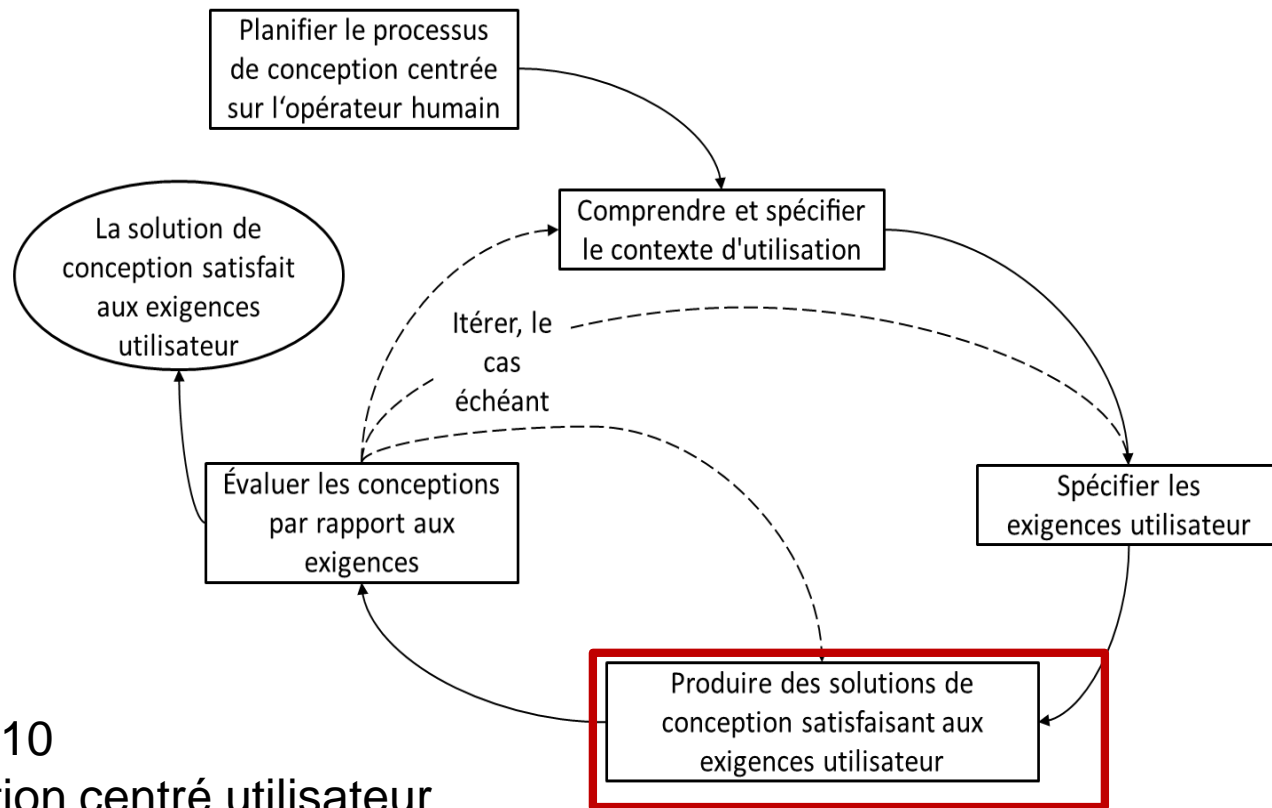 Planifier le processus
de conception centrée
sur l‘opérateur humain
Comprendre et spécifier
le contexte d'utilisation
La solution de
conception satisfait
aux exigences
utilisateur
Itérer, le
cas
échéant
Évaluer les conceptions
par rapport aux
exigences
Spécifier les
exigences utilisateur
Produire des solutions de
conception satisfaisant aux
exigences utilisateur
10
tion centré utilisateur